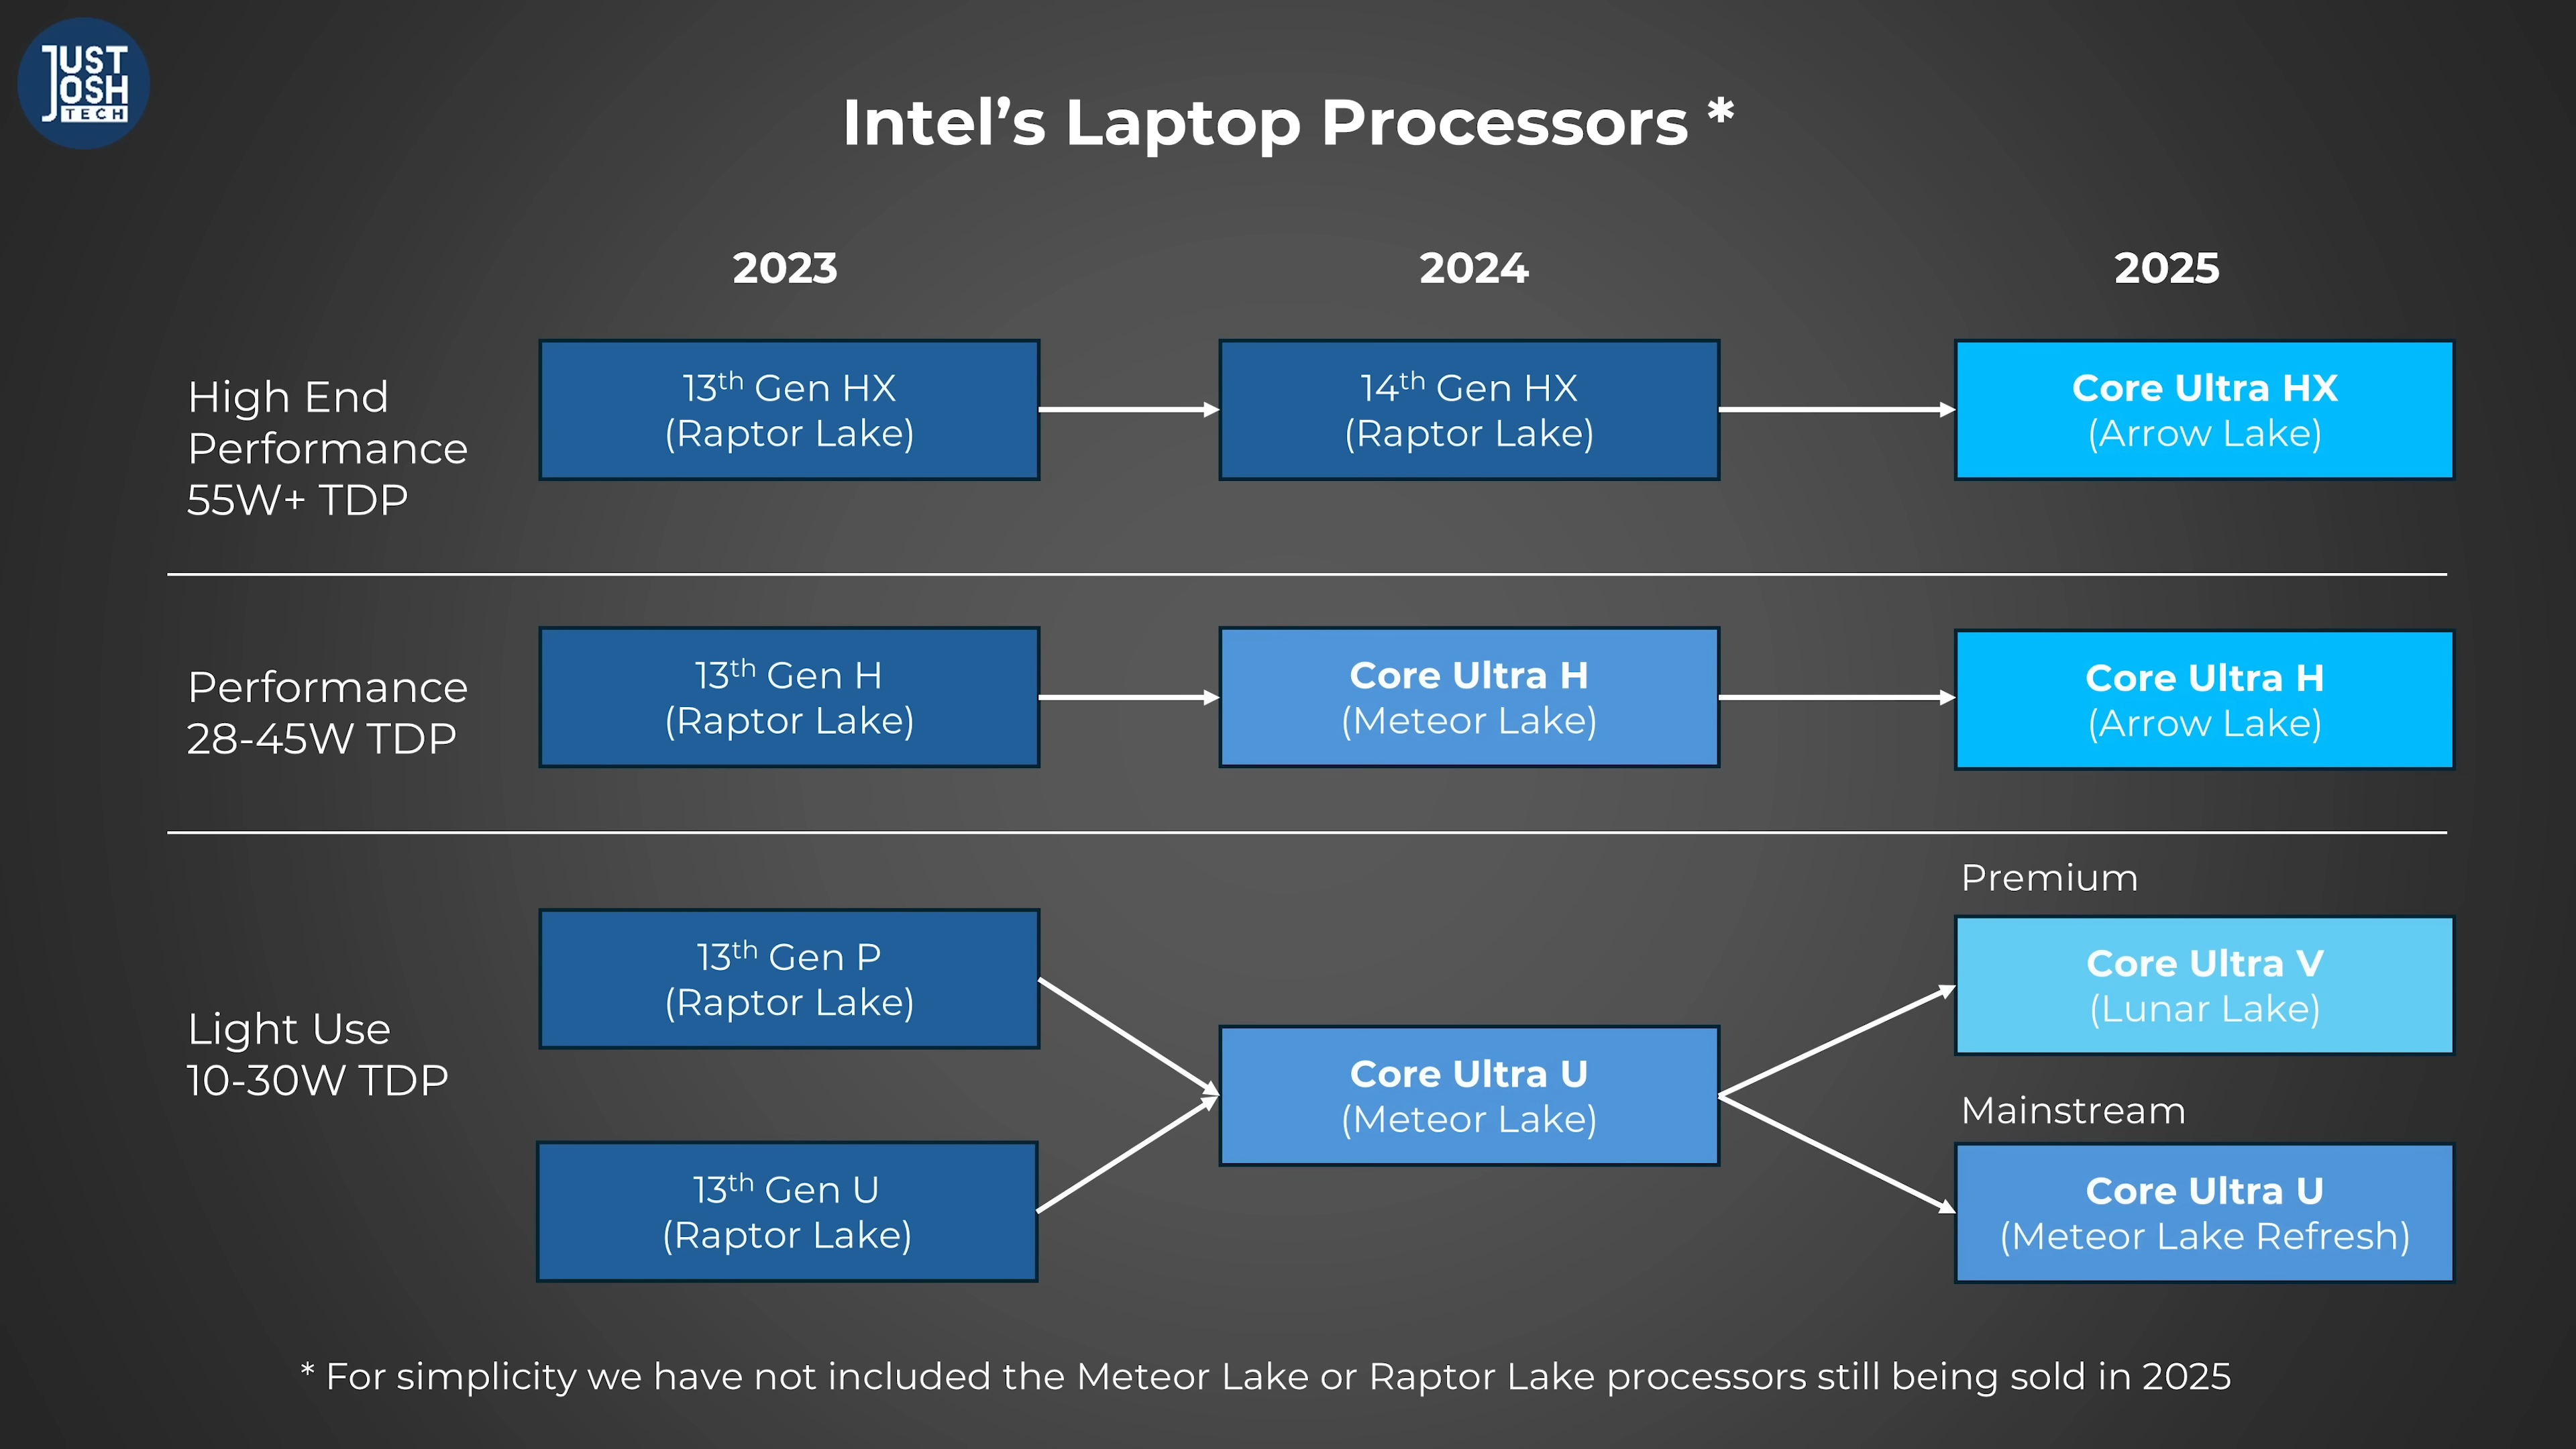 JUST
JOSH
TECH
Intel’s Laptop Processors *
2023
2024
2025
High End
Performance
55W+ TDP
13th Gen HX
(Raptor Lake)
14th Gen HX
(Raptor Lake)
Core Ultra HX
(Arrow Lake)
Performance
28-45W TDP
13th Gen H
(Raptor Lake)
Core Ultra H
(Meteor Lake)
Core Ultra H
(Arrow Lake)
Light Use
10-30W TDP
13th Gen P
(Raptor Lake)
13th Gen U
(Raptor Lake)
Core Ultra U
(Meteor Lake)
Premium
Core Ultra V
(Lunar Lake)
Mainstream
Core Ultra U
(Meteor Lake Refresh)
* For simplicity we have not included the Meteor Lake or Raptor Lake processors still being sold in 2025